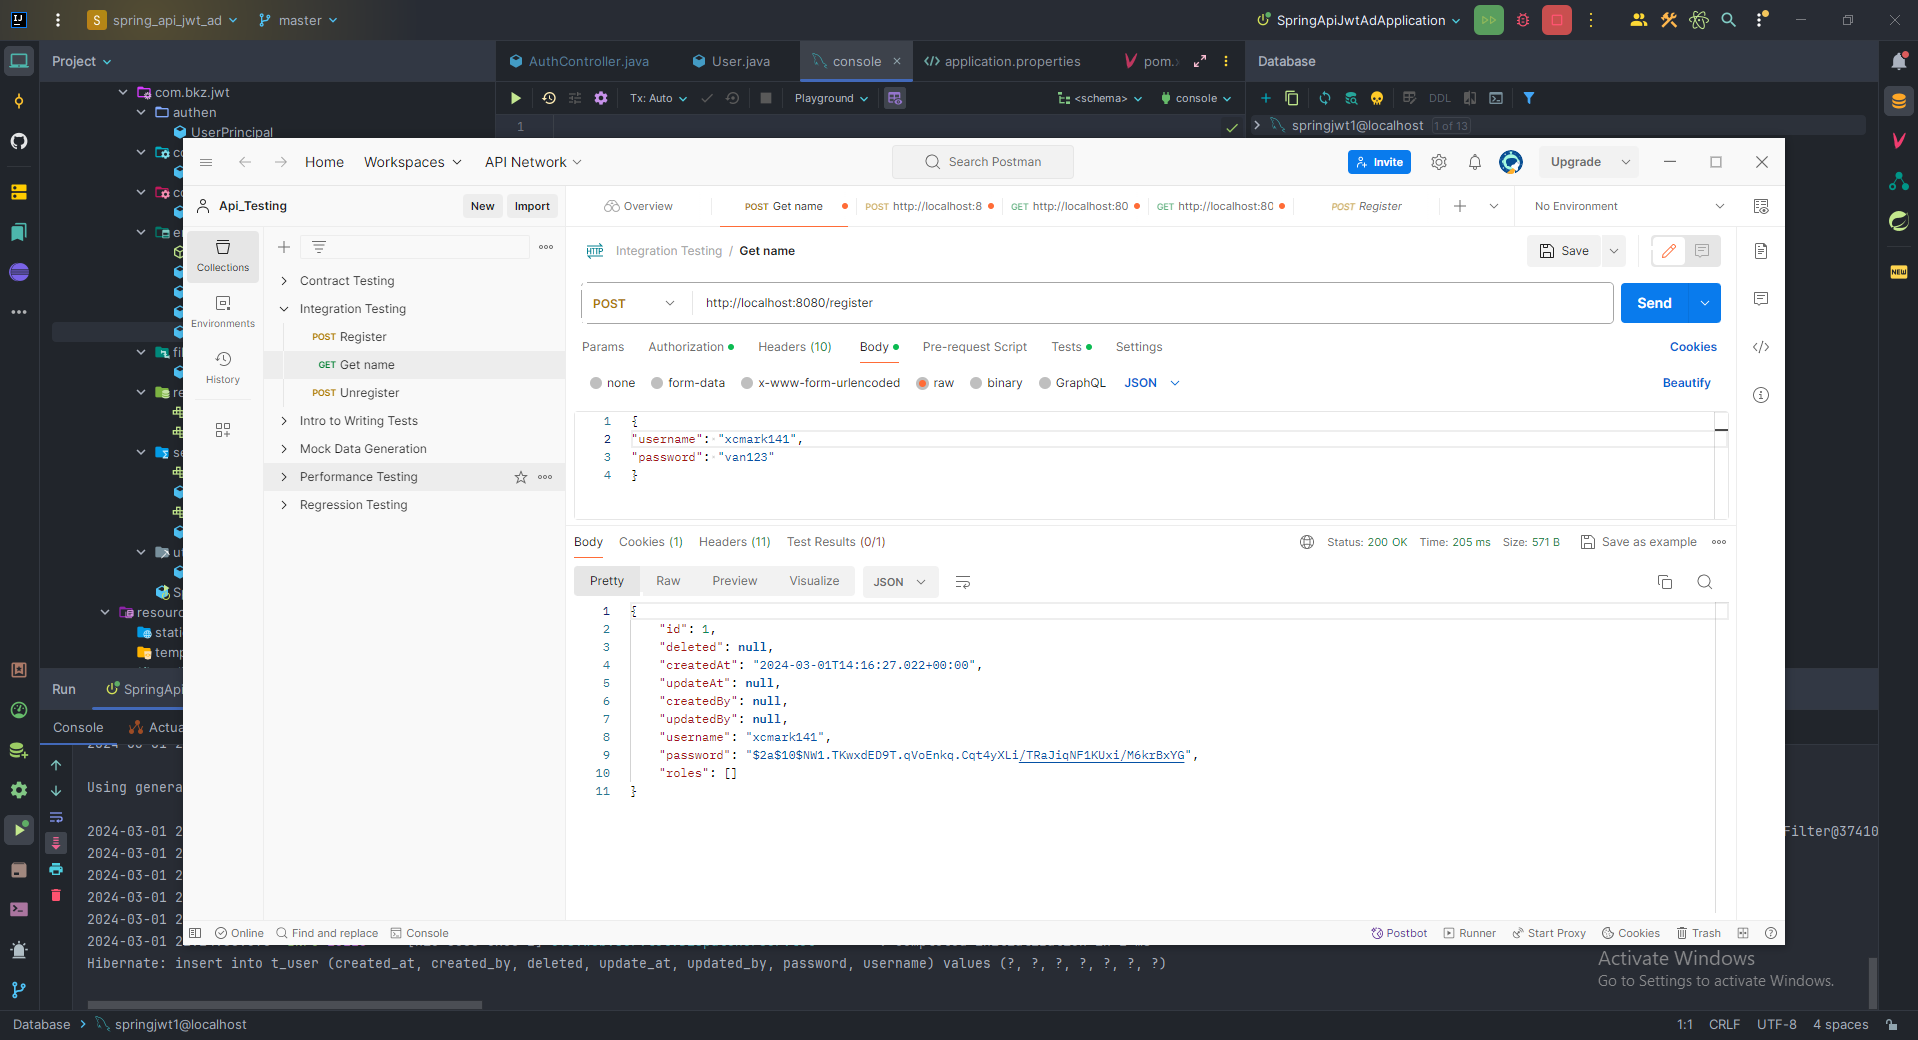 S spring_api_jwt_ad master SpringApiJwtAdApplication
Project AuthController.java User.java console application.properties pom. Database
com.bkz.jwt
Tx: Auto Playground <schema> console DDL
authen
1
springjwt1@localhost 1 of 13
UserPrincipal
Home Workspaces API Network Search Postman Invite Upgrade
Api_Testing New Import Overview POST Get name POST http://localhost:8 GET http://localhost:80 GET http://localhost:80 POST Register No Environment
Collections
Environments
History
Contract Testing
Integration Testing
POST Register
GET Get name
POST Unregister
Intro to Writing Tests
Mock Data Generation
Performance Testing
Regression Testing
HTTP Integration Testing / Get name Save
POST http://localhost:8080/register Send
Params Authorization Headers (10) Body Pre-request Script Tests Settings Cookies
none form-data x-www-form-urlencoded raw binary GraphQL JSON Beautify
1 {
2 "username": "xcmark141",
3 "password": "van123"
4 }
Body Cookies (1) Headers (11) Test Results (0/1) Status: 200 OK Time: 205 ms Size: 571 B Save as example
Pretty Raw Preview Visualize JSON
1 {
2 "id": 1,
3 "deleted": null,
4 "createdAt": "2024-03-01T14:16:27.022+00:00",
5 "updateAt": null,
6 "createdBy": null,
7 "updatedBy": null,
8 "username": "xcmark141",
9 "password": "$2a$10$NW1.TKwxdED9T.qVoEnkq.Cqt4yXLi/TRaJiqNF1KUxi/M6krBxYG",
10 "roles": []
11 }
NEW
resourc
stati
temp
Run SpringApi
Console Actua
Using genera
2024-03-01 2 Filter@37410
2024-03-01 2
2024-03-01 2
2024-03-01 2
2024-03-01 2
2024-03-01 2
Online Find and replace Console Postbot Runner Start Proxy Cookies Trash
Hibernate: insert into t_user (created_at, created_by, deleted, update_at, updated_by, password, username) values (?, ?, ?, ?, ?, ?, ?)
Activate Windows
Go to Settings to activate Windows.
Database springjwt1@localhost 1:1 CRLF UTF-8 4 spaces